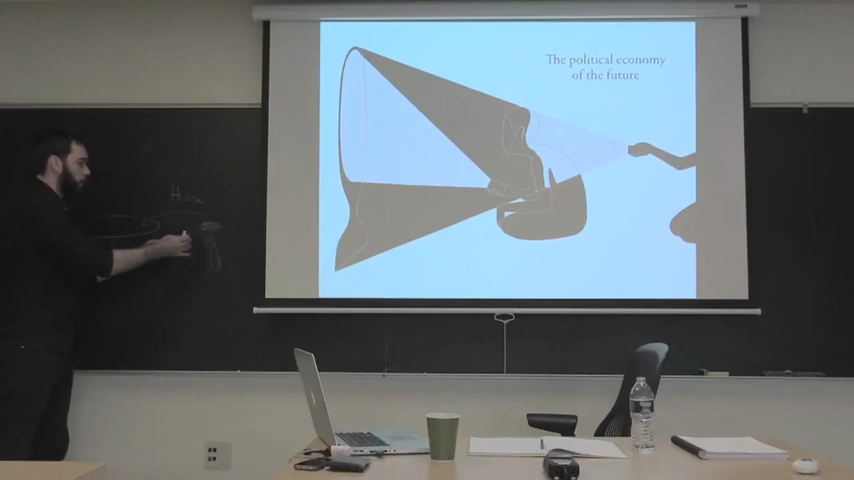 The political economy
of the future